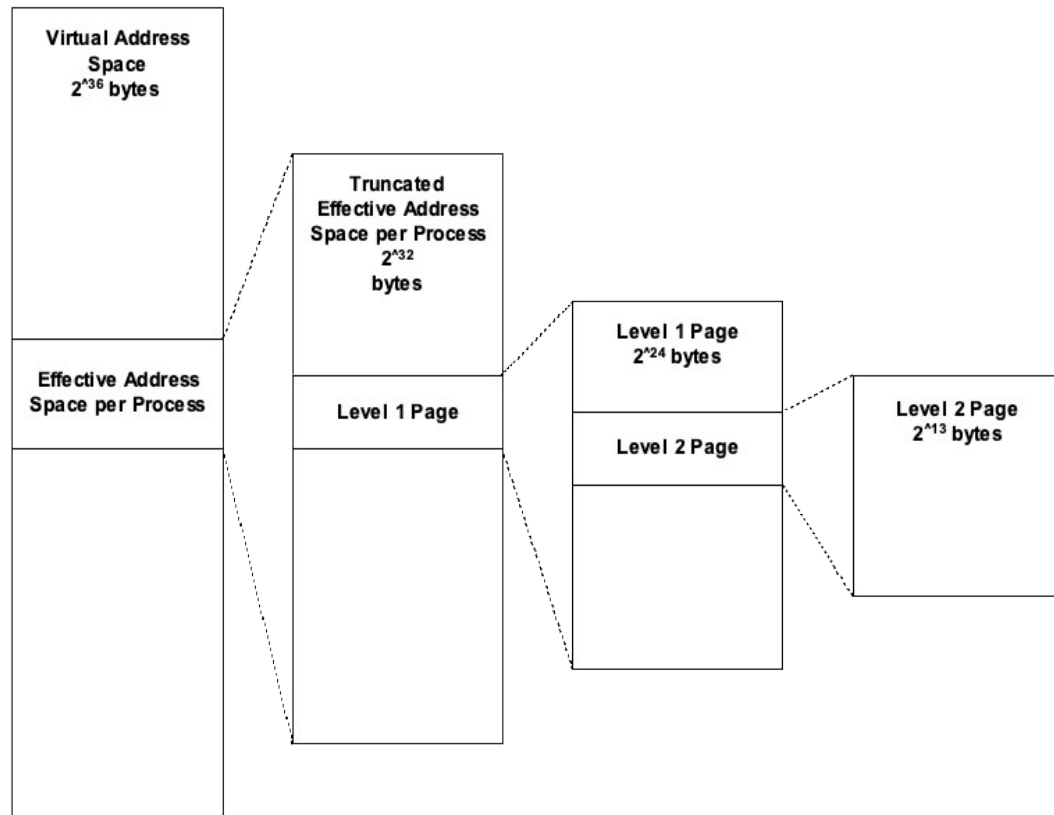 Virtual Address
Space
2^36 bytes
Effective Address
Space per Process
Truncated
Effective Address
Space per Process
2^32
bytes
Level 1 Page
Level 1 Page
2^24 bytes
Level 2 Page
Level 2 Page
2^13 bytes